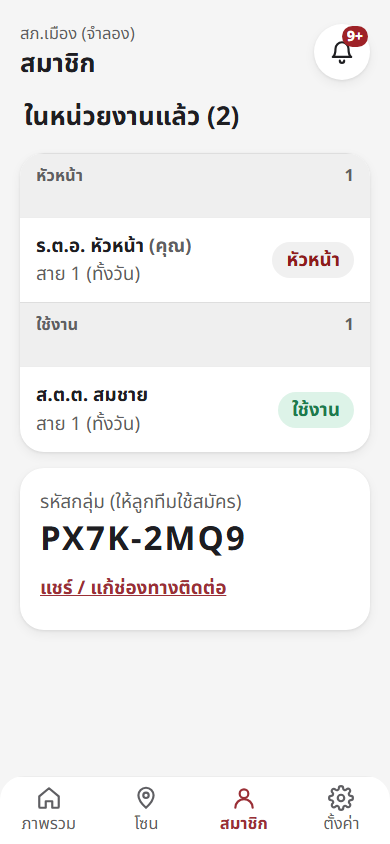 สภ.เมือง (จำลอง)
สมาชิก
9+
ในหน่วยงานแล้ว (2)
หัวหน้า 1
ร.ต.อ. หัวหน้า (คุณ)
สาย 1 (ทั้งวัน)
หัวหน้า
ใช้งาน 1
ส.ต.ต. สมชาย
สาย 1 (ทั้งวัน)
ใช้งาน
รหัสกลุ่ม (ให้ลูกทีมใช้สมัคร)
PX7K-2MQ9
แชร์ / แก้ช่องทางติดต่อ
ภาพรวม โซน สมาชิก ตั้งค่า